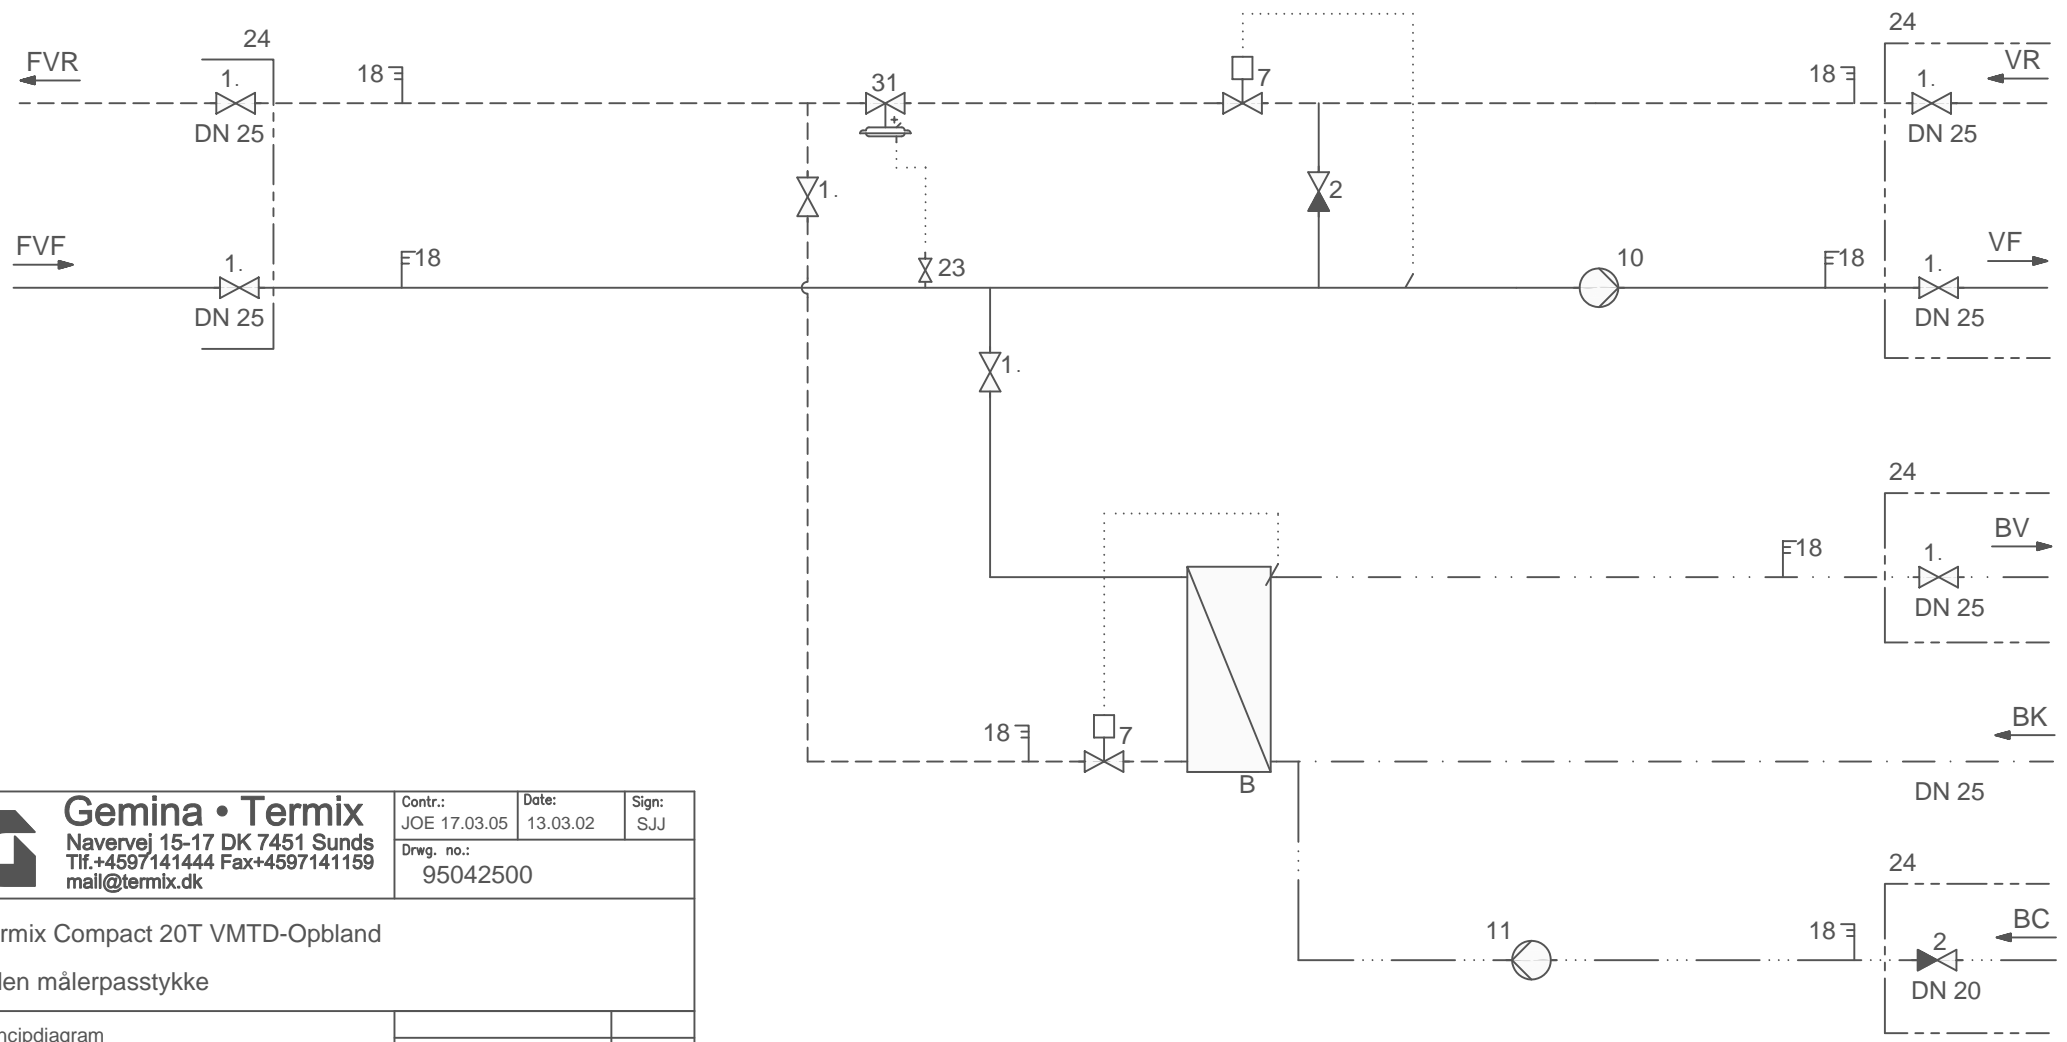 24
24
FVR
1.
18
31
7
18
1.
VR
DN 25
DN 25
1.
2
FVF
1.
18
23
10
18
1.
VF
DN 25
DN 25
1.
24
18
1.
BV
DN 25
18
7
B
BK
DN 25
24
11
18
2
BC
DN 20
Gemina • Termix
Navervej 15-17 DK 7451 Sunds
Tlf.+4597141444 Fax+4597141159
mail@termix.dk
Contr.:
JOE 17.03.05
Date:
13.03.02
Sign:
SJJ
Drwg. no.:
95042500
rmix Compact 20T VMTD-Opbland
len målerpasstykke
ncipdiagram